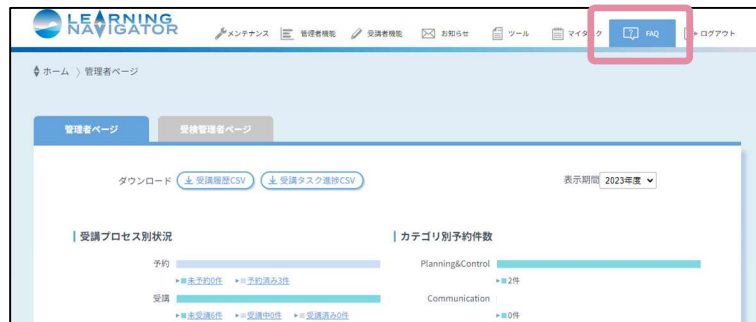 LEARNING
NAVIGATOR
メンテナンス 管理者機能 受講者機能 お知らせ ツール マイタスク FAQ ログアウト
ホーム 〉管理者ページ
管理者ページ 受検管理者ページ
ダウンロード 受講履歴CSV 受講タスク進捗CSV 表示期間 2023年度
受講プロセス別状況 カテゴリ別予約件数
予約 Planning&Control
未予約0件 予約済み3件 2件
受講 Communication
未受講6件 受講中0件 受講済み0件 0件